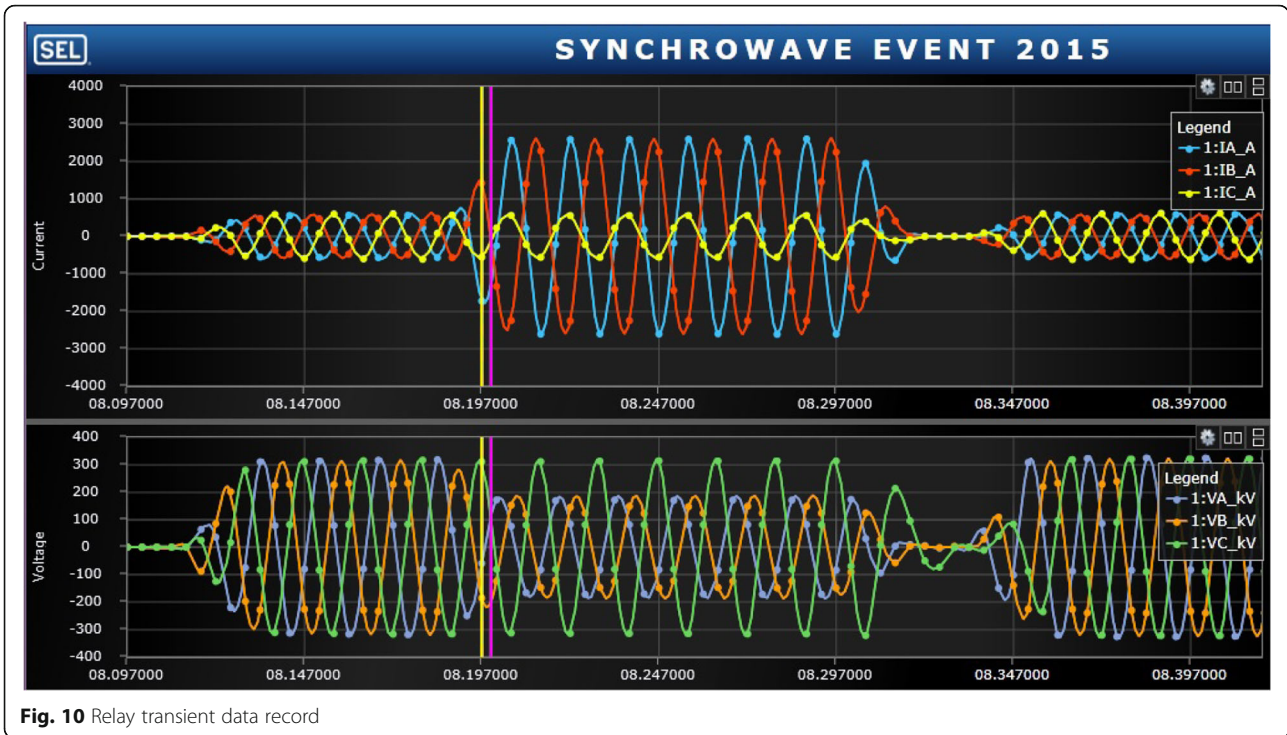 SEL
SYNCHROWAVE EVENT 2015
4000
3000
2000
1000
0
-1000
-2000
-3000
-4000
Current
Legend
1:IA_A
1:IB_A
1:IC_A
08.097000 08.147000 08.197000 08.247000 08.297000 08.347000 08.397000
400
300
200
100
0
-100
-200
-300
-400
Voltage
Legend
1:VA_kV
1:VB_kV
1:VC_kV
08.097000 08.147000 08.197000 08.247000 08.297000 08.347000 08.397000
Fig. 10 Relay transient data record